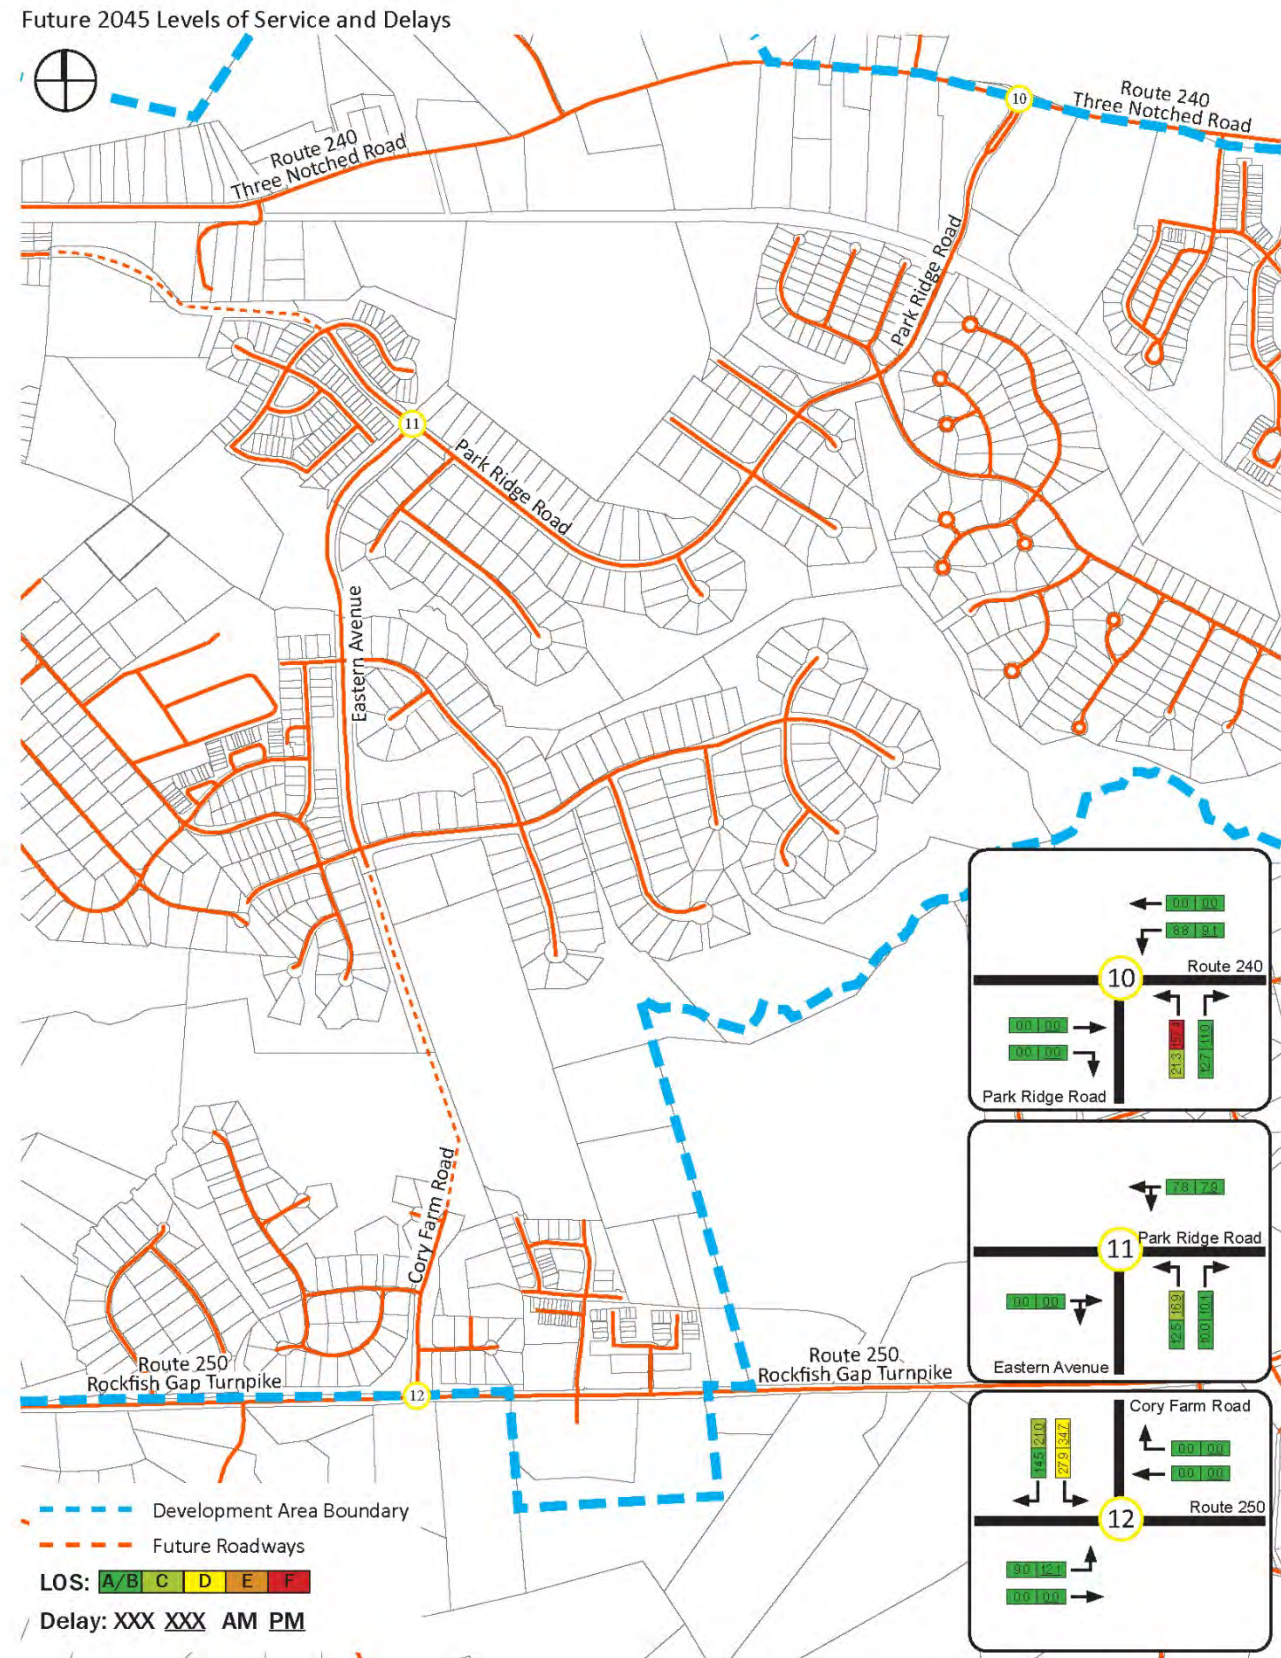 Future 2045 Levels of Service and Delays
Route 240
Three Notched Road
10
Route 240
Three Notched Road
Park Ridge Road
11
Park Ridge Road
Eastern Avenue
Cory Farm Road
Route 250
Rockfish Gap Turnpike
12
Route 250
Rockfish Gap Turnpike
0.0 0.0
8.8 9.1
10
Route 240
0.0 0.0
0.0 0.0
21.3
12.7 11.0
Park Ridge Road
7.8 7.9
11
Park Ridge Road
0.0 0.0
12.5 16.9
10.0 10.1
Eastern Avenue
Cory Farm Road
14.5 21.0
27.9 34.7
0.0 0.0
0.0 0.0
12
Route 250
9.0 12.1
0.0 0.0
Development Area Boundary
Future Roadways
LOS: A/B C D E F
Delay: XXX XXX AM PM